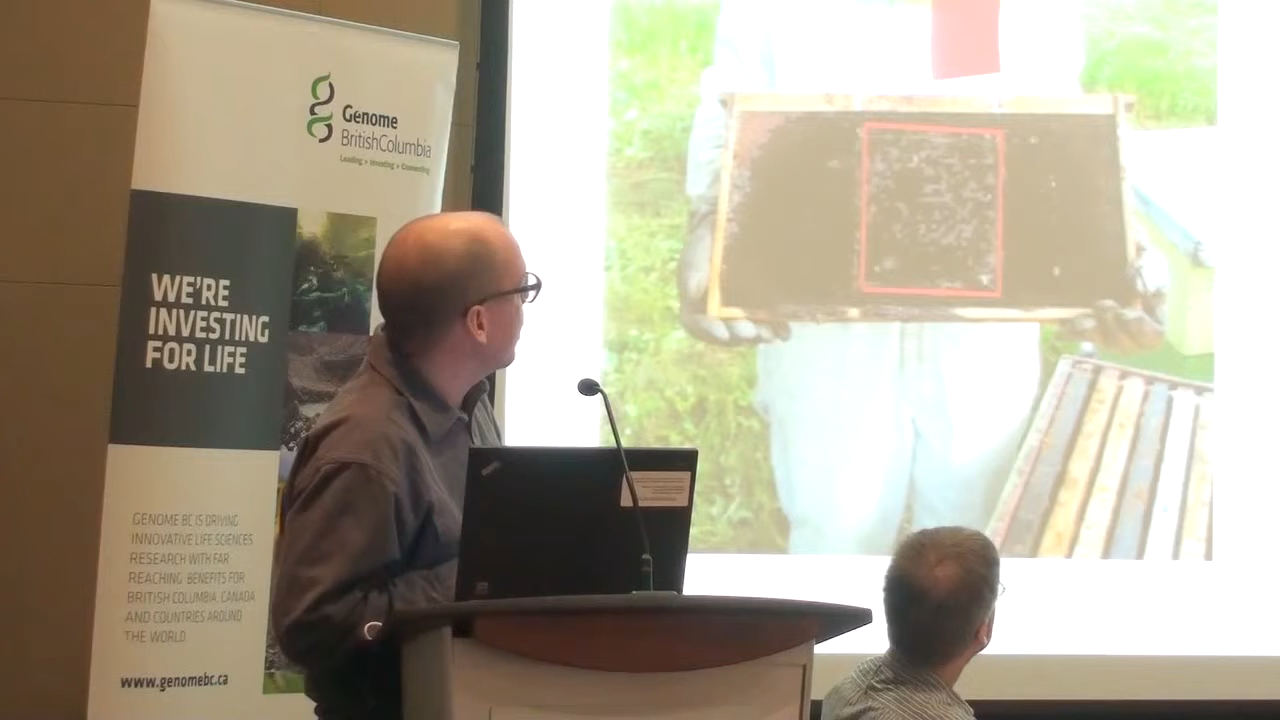 Genome
BritishColumbia
Leading > Investing > Connecting
WE'RE
INVESTING
FOR LIFE
GENOME BC IS DRIVING
INNOVATIVE LIFE SCIENCES
RESEARCH WITH FAR
REACHING BENEFITS FOR
BRITISH COLUMBIA, CANADA
AND COUNTRIES AROUND
THE WORLD.
www.genomebc.ca